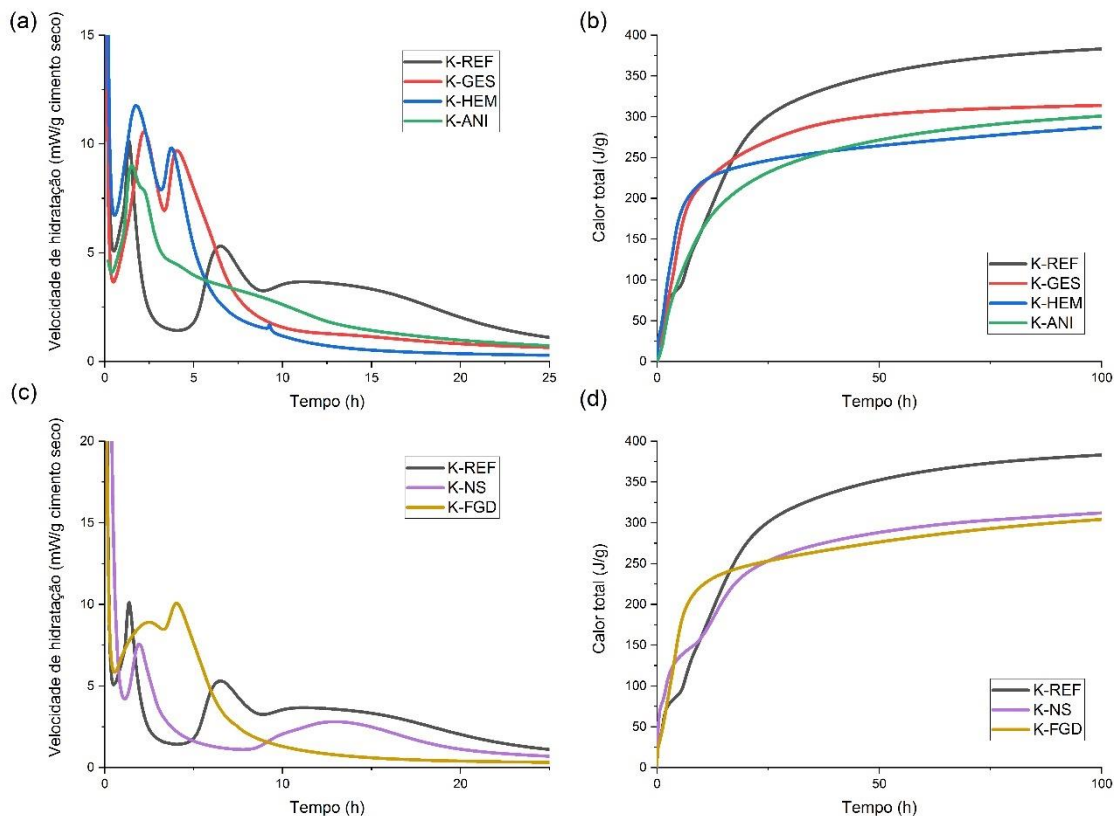 (a)
15
10
5
0
Velocidade de hidratação (mW/g cimento seco)
K-REF
K-GES
K-HEM
K-ANI
0 5 10 15 20 25
Tempo (h)
(b)
400
350
300
250
200
150
100
50
0
Calor total (J/g)
K-REF
K-GES
K-HEM
K-ANI
0 50 100
Tempo (h)
(c)
20
15
10
5
0
Velocidade de hidratação (mW/g cimento seco)
K-REF
K-NS
K-FGD
0 10 20
Tempo (h)
(d)
400
350
300
250
200
150
100
50
0
Calor total (J/g)
K-REF
K-NS
K-FGD
0 25 50 75 100
Tempo (h)